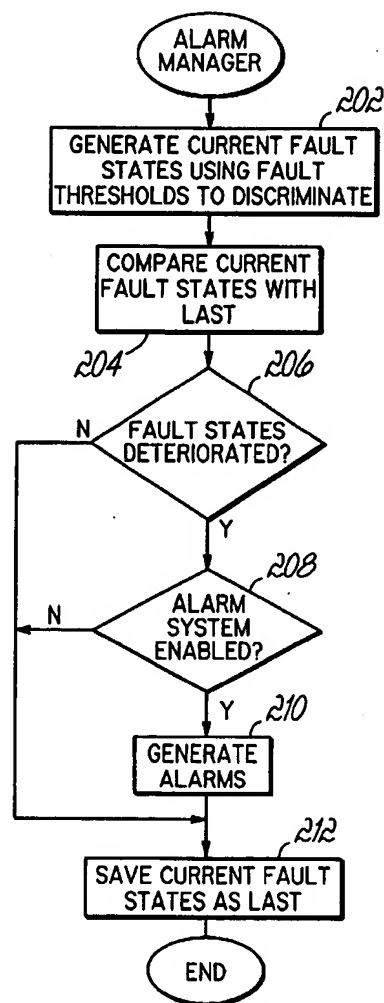 ALARM
MANAGER
202
GENERATE CURRENT FAULT
STATES USING FAULT
THRESHOLDS TO DISCRIMINATE
COMPARE CURRENT
FAULT STATES WITH
LAST
204
206
FAULT STATES
DETERIORATED?
N
Y
208
ALARM
SYSTEM
ENABLED?
N
Y
210
GENERATE
ALARMS
212
SAVE CURRENT FAULT
STATES AS LAST
END